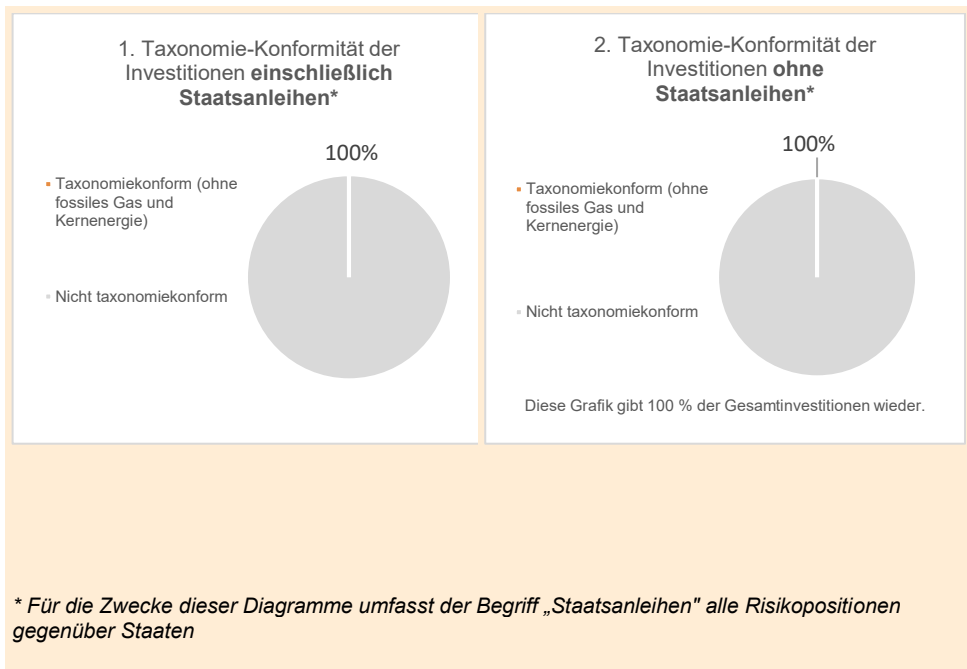 1. Taxonomie-Konformität der
Investitionen einschließlich
Staatsanleihen*
100%
Taxonomiekonform (ohne
fossiles Gas und
Kernenergie)
Nicht taxonomiekonform
2. Taxonomie-Konformität der
Investitionen ohne
Staatsanleihen*
100%
Taxonomiekonform (ohne
fossiles Gas und
Kernenergie)
Nicht taxonomiekonform
Diese Grafik gibt 100 % der Gesamtinvestitionen wieder.
* Für die Zwecke dieser Diagramme umfasst der Begriff „Staatsanleihen" alle Risikopositionen
gegenüber Staaten